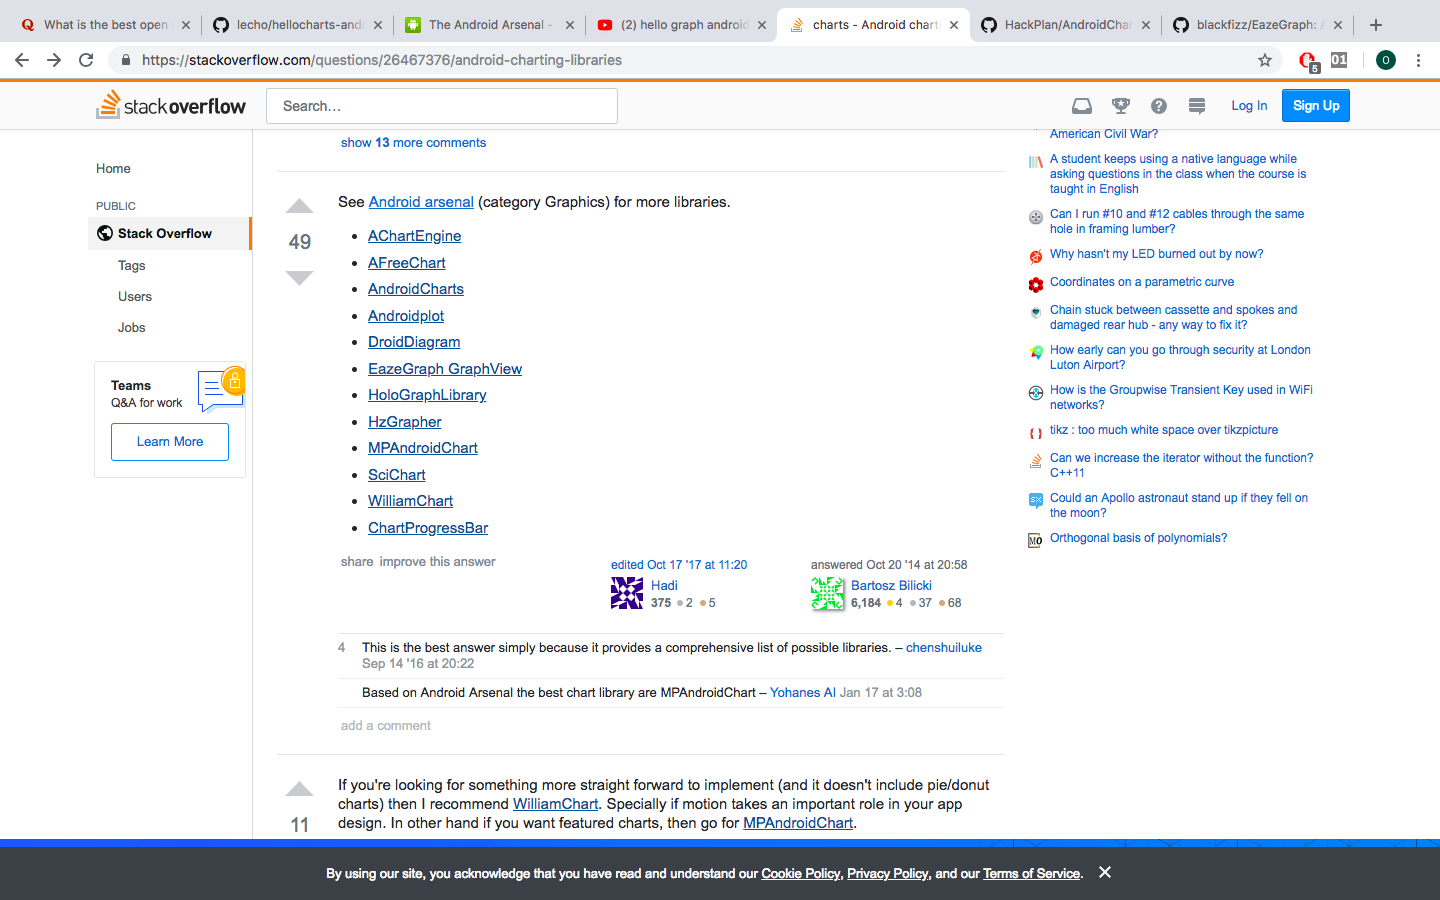 What is the best open
lecho/hellocharts-andr
The Android Arsenal -
(2) hello graph android
charts - Android charti
HackPlan/AndroidChar
blackfizz/EazeGraph: A
https://stackoverflow.com/questions/26467376/android-charting-libraries
5
01
O
stackoverflow
Search…
Log In
Sign Up
Home
PUBLIC
Stack Overflow
Tags
Users
Jobs
Teams
Q&A for work
Learn More
show 13 more comments
49
See Android arsenal (category Graphics) for more libraries.
AChartEngine
AFreeChart
AndroidCharts
Androidplot
DroidDiagram
EazeGraph GraphView
HoloGraphLibrary
HzGrapher
MPAndroidChart
SciChart
WilliamChart
ChartProgressBar
share improve this answer
edited Oct 17 '17 at 11:20
Hadi
375 2 5
answered Oct 20 '14 at 20:58
Bartosz Bilicki
6,184 4 37 68
4 This is the best answer simply because it provides a comprehensive list of possible libraries. – chenshuiluke
Sep 14 '16 at 20:22
Based on Android Arsenal the best chart library are MPAndroidChart – Yohanes AI Jan 17 at 3:08
add a comment
11
If you're looking for something more straight forward to implement (and it doesn't include pie/donut
charts) then I recommend WilliamChart. Specially if motion takes an important role in your app
design. In other hand if you want featured charts, then go for MPAndroidChart.
American Civil War?
A student keeps using a native language while
asking questions in the class when the course is
taught in English
Can I run #10 and #12 cables through the same
hole in framing lumber?
Why hasn't my LED burned out by now?
Coordinates on a parametric curve
Chain stuck between cassette and spokes and
damaged rear hub - any way to fix it?
How early can you go through security at London
Luton Airport?
How is the Groupwise Transient Key used in WiFi
networks?
tikz : too much white space over tikzpicture
Can we increase the iterator without the function?
C++11
Could an Apollo astronaut stand up if they fell on
the moon?
Orthogonal basis of polynomials?
By using our site, you acknowledge that you have read and understand our Cookie Policy, Privacy Policy, and our Terms of Service.